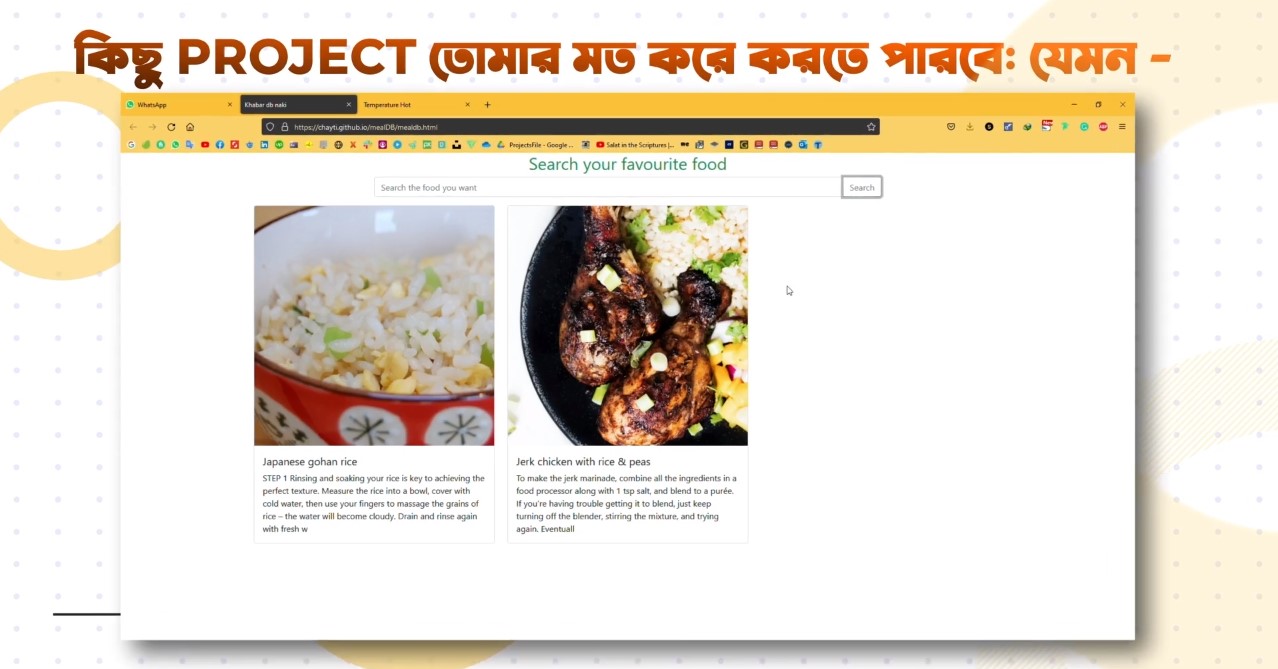 কিছু PROJECT তোমার মত করে করতে পারবেঃ যেমন -
WhatsApp
Khabar db naki
Temperature Hot
https://chayti.github.io/mealDB/mealdb.html
ProjectsFile - Google ...
Salat in the Scriptures |...
Search your favourite food
Search the food you want
Search
Japanese gohan rice
STEP 1 Rinsing and soaking your rice is key to achieving the
perfect texture. Measure the rice into a bowl, cover with
cold water, then use your fingers to massage the grains of
rice – the water will become cloudy. Drain and rinse again
with fresh w
Jerk chicken with rice & peas
To make the jerk marinade, combine all the ingredients in a
food processor along with 1 tsp salt, and blend to a purée.
If you're having trouble getting it to blend, just keep
turning off the blender, stirring the mixture, and trying
again. Eventuall